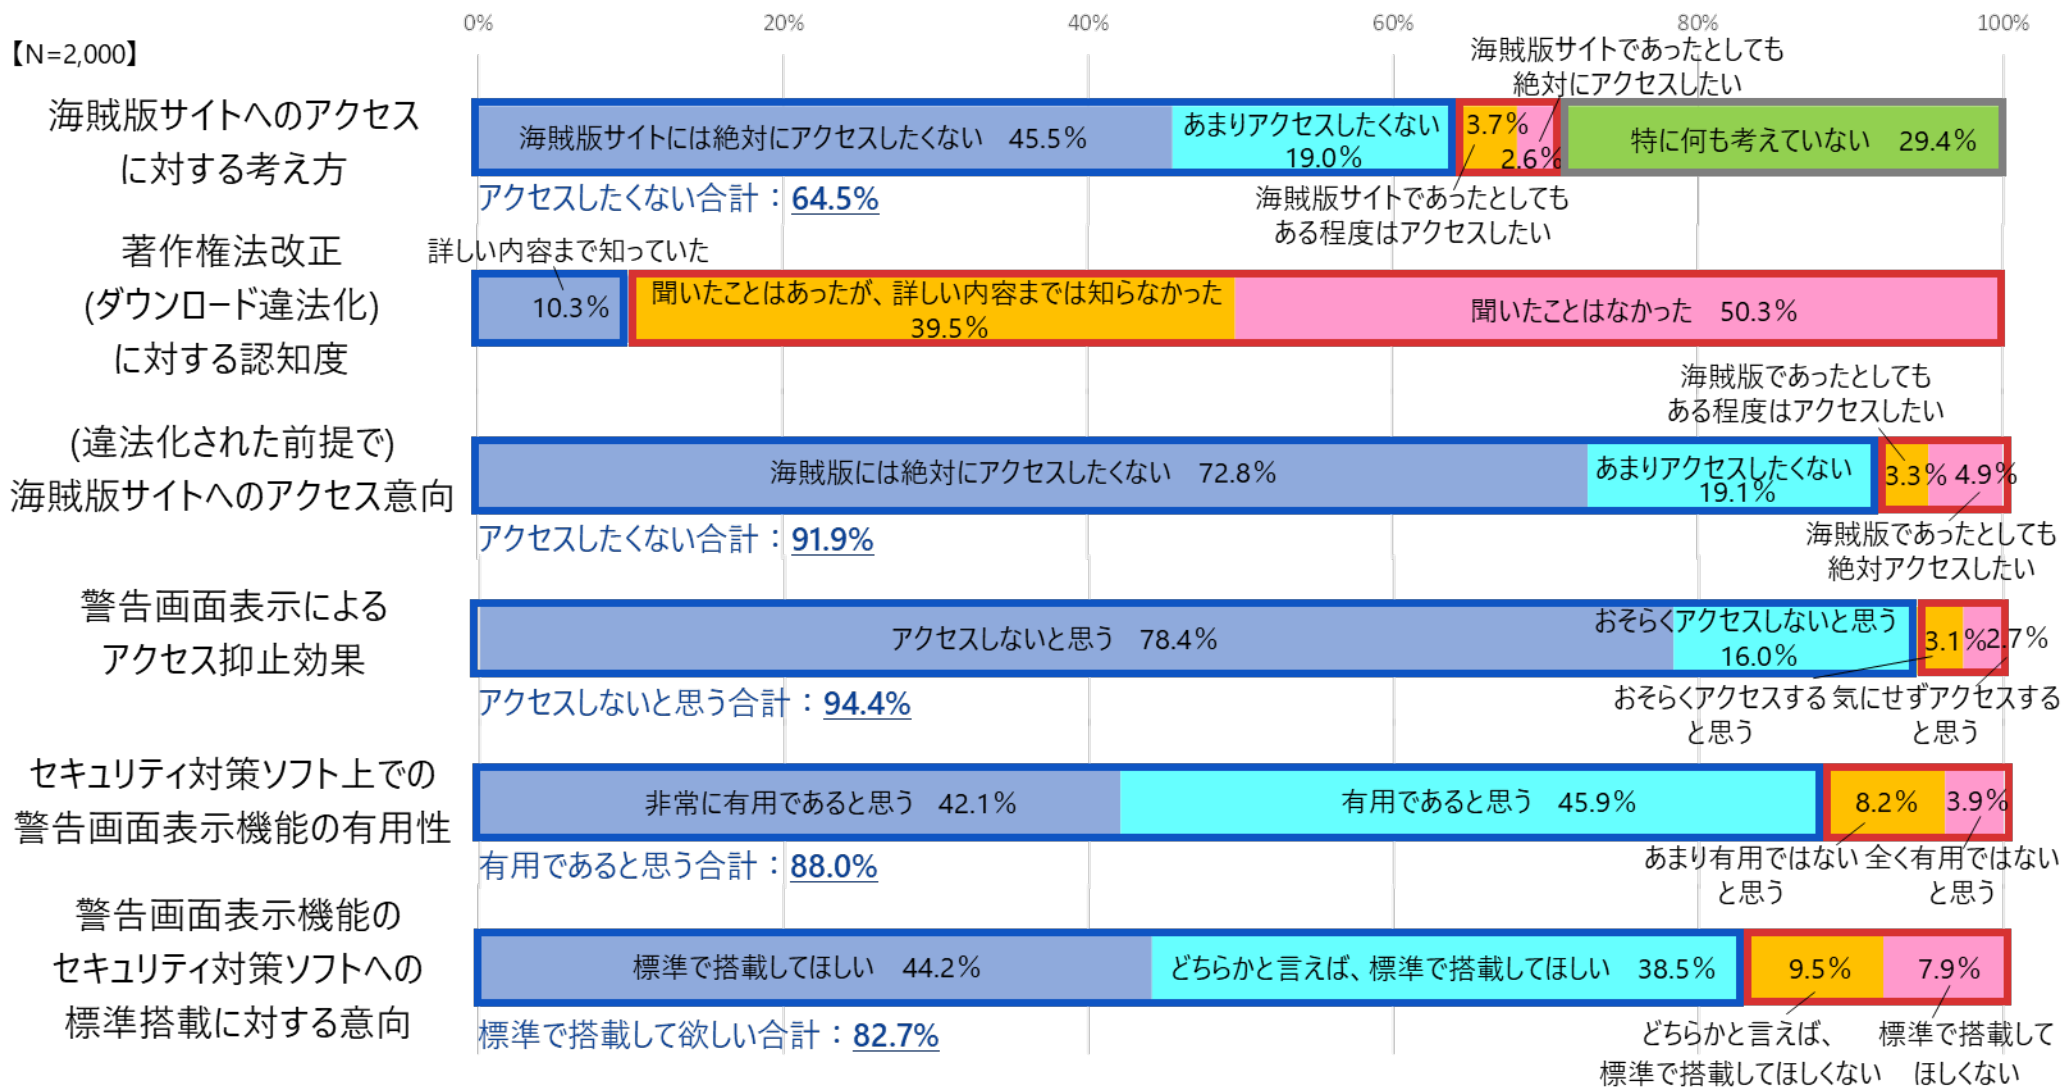 0% 20% 40% 60% 80% 100%
【N=2,000】
海賊版サイトへのアクセス
に対する考え方
海賊版サイトであったとしても
絶対にアクセスしたい
海賊版サイトには絶対にアクセスしたくない 45.5%
あまりアクセスしたくない
19.0%
3.7%
2.6%
特に何も考えていない 29.4%
アクセスしたくない合計：64.5%
海賊版サイトであったとしても
ある程度はアクセスしたい
著作権法改正
(ダウンロード違法化)
に対する認知度
詳しい内容まで知っていた
10.3%
聞いたことはあったが、詳しい内容までは知らなかった
39.5%
聞いたことはなかった 50.3%
(違法化された前提で)
海賊版サイトへのアクセス意向
海賊版であったとしても
ある程度はアクセスしたい
海賊版には絶対にアクセスしたくない 72.8%
あまりアクセスしたくない
19.1%
3.3%
4.9%
アクセスしたくない合計：91.9%
海賊版であったとしても
絶対アクセスしたい
警告画面表示による
アクセス抑止効果
アクセスしないと思う 78.4%
おそらくアクセスしないと思う
16.0%
3.1%
2.7%
アクセスしないと思う合計：94.4%
おそらくアクセスする
と思う
気にせずアクセスする
と思う
セキュリティ対策ソフト上での
警告画面表示機能の有用性
非常に有用であると思う 42.1%
有用であると思う 45.9%
8.2%
3.9%
有用であると思う合計：88.0%
あまり有用ではない
と思う
全く有用ではない
と思う
警告画面表示機能の
セキュリティ対策ソフトへの
標準搭載に対する意向
標準で搭載してほしい 44.2%
どちらかと言えば、標準で搭載してほしい 38.5%
9.5%
7.9%
標準で搭載して欲しい合計：82.7%
どちらかと言えば、
標準で搭載してほしくない
標準で搭載して
ほしくない